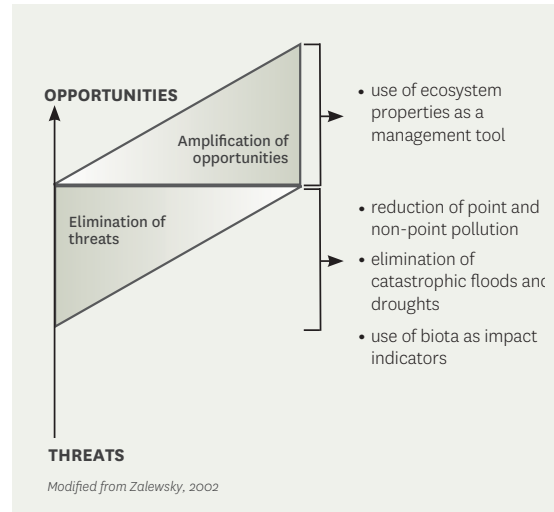 OPPORTUNITIES
Amplification of
opportunities
Elimination of
threats
THREATS
• use of ecosystem
properties as a
management tool
• reduction of point and
non-point pollution
• elimination of
catastrophic floods and
droughts
• use of biota as impact
indicators
Modified from Zalewsky, 2002